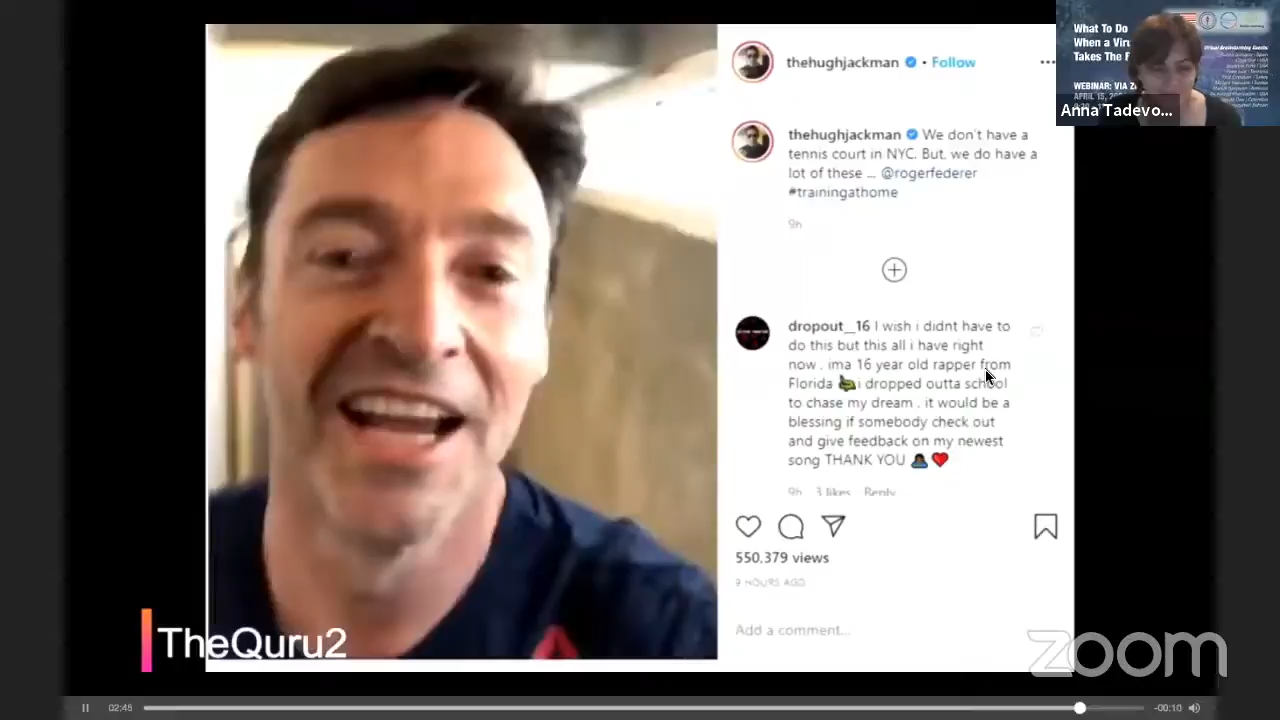 thehughjackman • Follow
thehughjackman We don't have a
tennis court in NYC. But, we do have a
lot of these ... @rogerfederer
#trainingathome
9h
dropout__16 I wish i didnt have to
do this but this all i have right
now . ima 16 year old rapper from
Florida i dropped outta school
to chase my dream . it would be a
blessing if somebody check out
and give feedback on my newest
song THANK YOU
9h 3 likes Reply
550,379 views
9 HOURS AGO
Add a comment...
What To Do
When a Viru
Takes The
WEBINAR: VIA
APRIL 15,
Anna Tadevo...
TheQuru2
zoom
02:45
-00:10